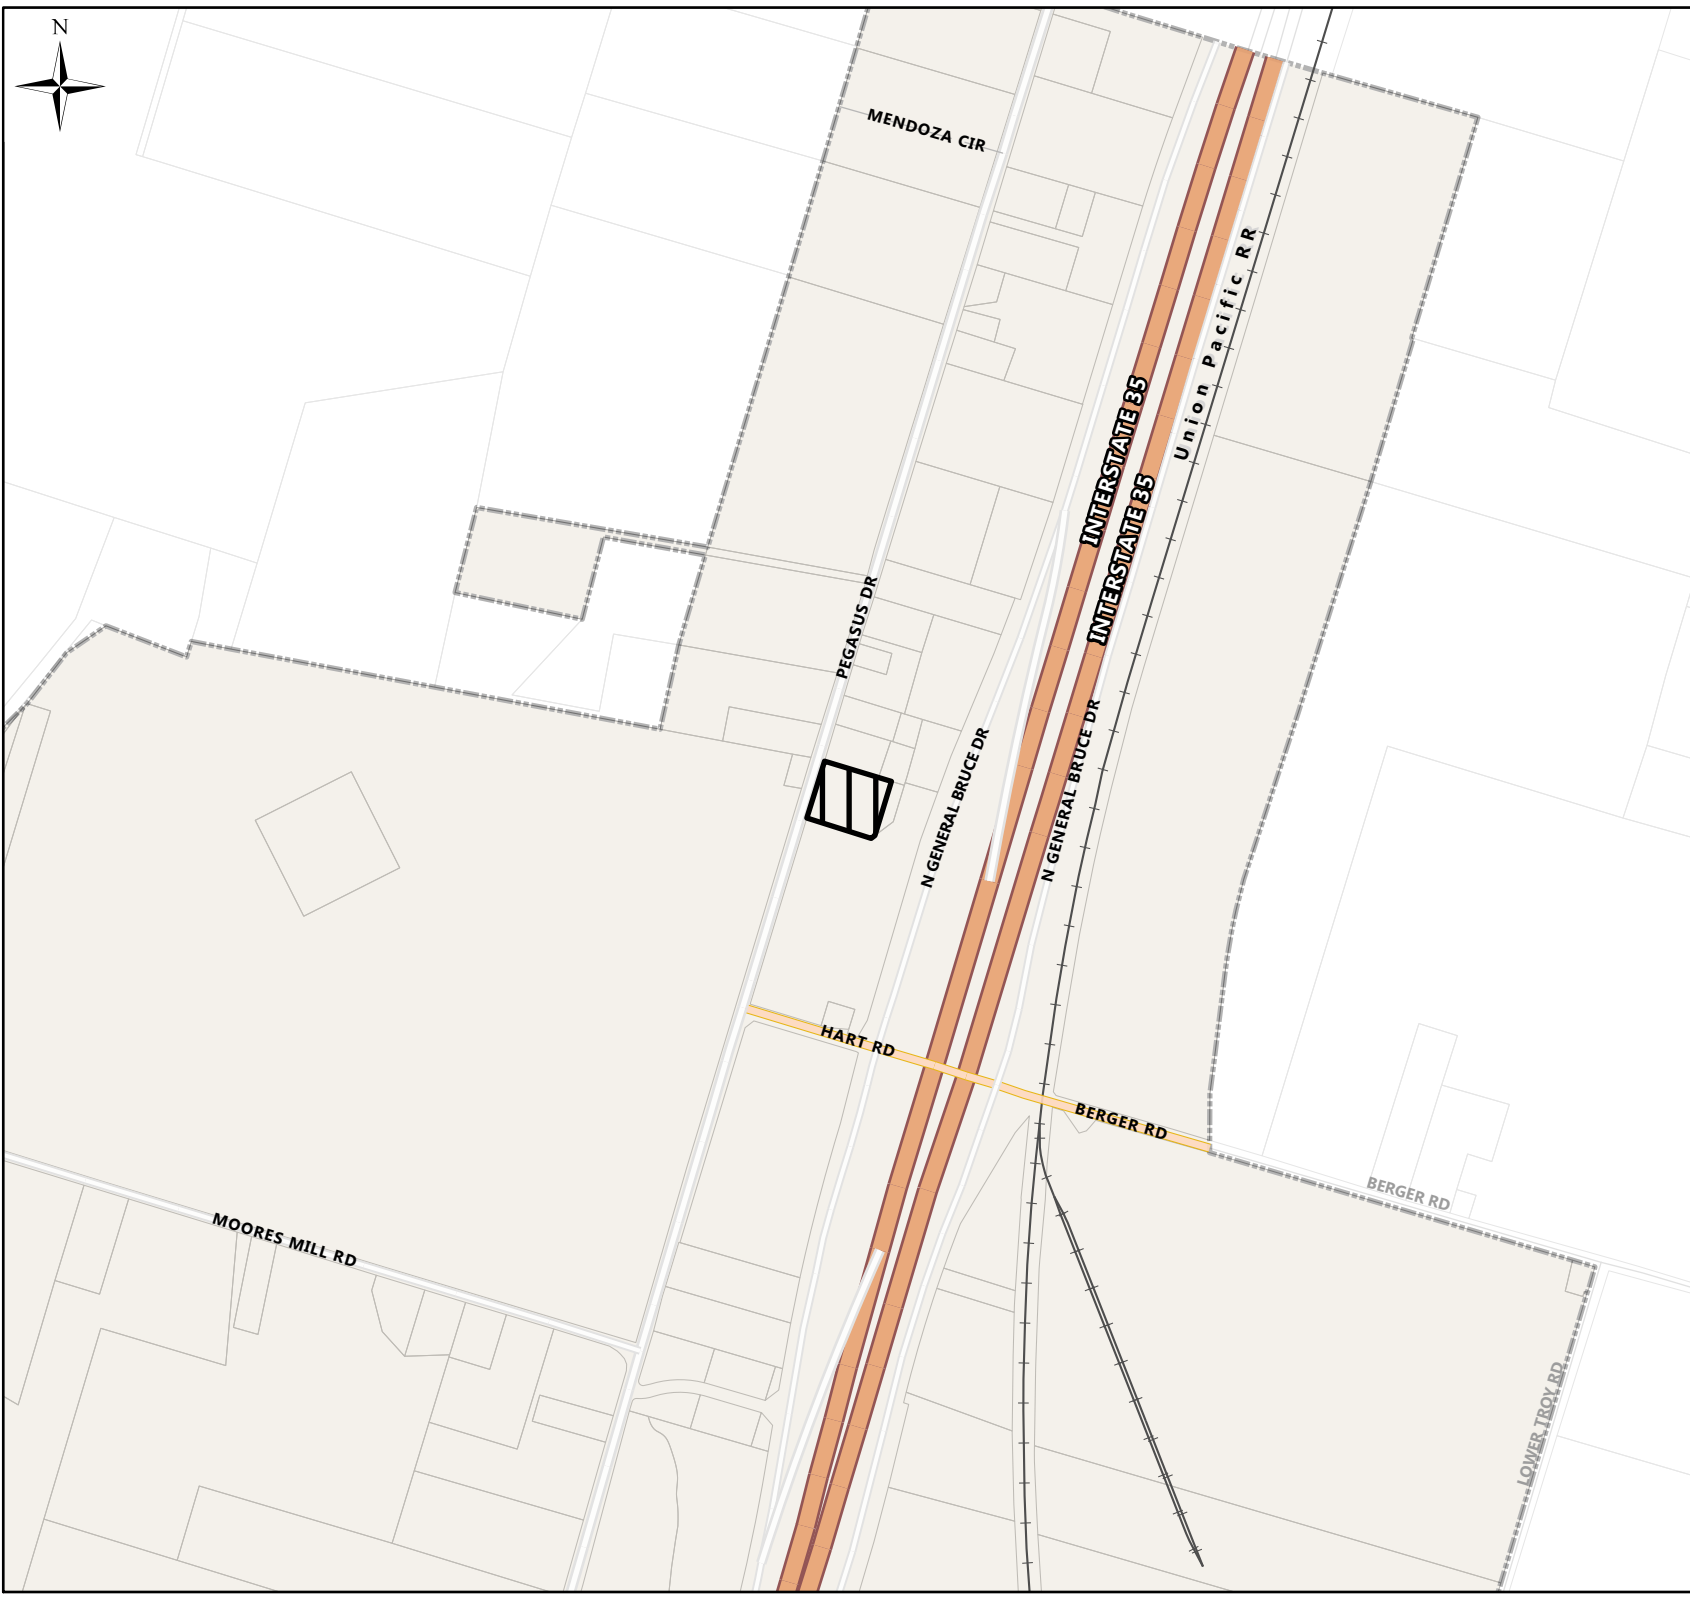 N
MENDOZA CIR
Union Pacific RR
INTERSTATE 35
INTERSTATE 35
PEGASUS DR
N GENERAL BRUCE DR
N GENERAL BRUCE DR
HART RD
BERGER RD
BERGER RD
MOORES MILL RD
LOWER TROY RD